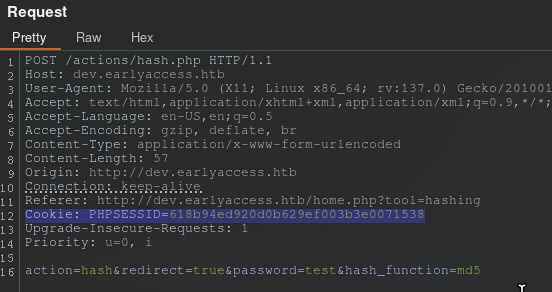 Request
Pretty Raw Hex
1 POST /actions/hash.php HTTP/1.1
2 Host: dev.earlyaccess.htb
3 User-Agent: Mozilla/5.0 (X11; Linux x86_64; rv:137.0) Gecko/201001
4 Accept: text/html,application/xhtml+xml,application/xml;q=0.9,*/*;
5 Accept-Language: en-US,en;q=0.5
6 Accept-Encoding: gzip, deflate, br
7 Content-Type: application/x-www-form-urlencoded
8 Content-Length: 57
9 Origin: http://dev.earlyaccess.htb
10 Connection: keep-alive
11 Referer: http://dev.earlyaccess.htb/home.php?tool=hashing
12 Cookie: PHPSESSID=618b94ed920d0b629ef003b3e0071538
13 Upgrade-Insecure-Requests: 1
14 Priority: u=0, i
15
16 action=hash&redirect=true&password=test&hash_function=md5